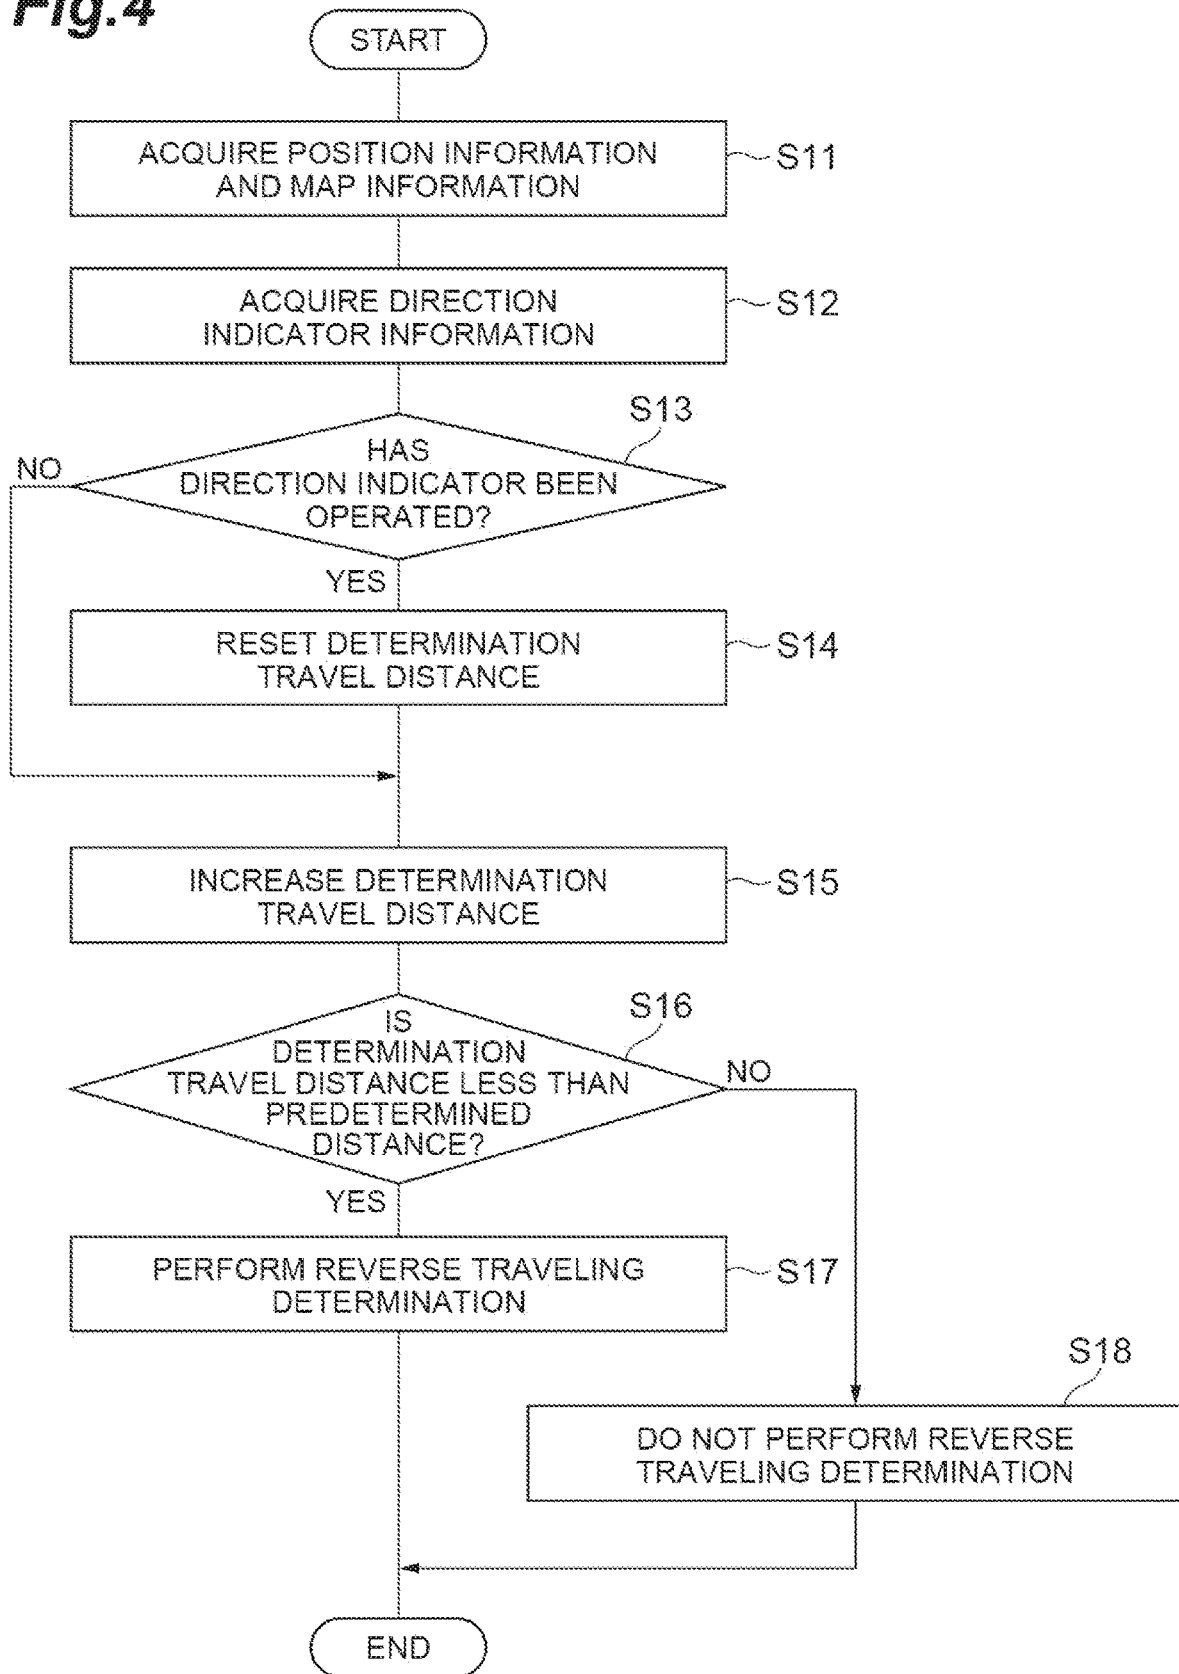 Fig.4
START
ACQUIRE POSITION INFORMATION
AND MAP INFORMATION
S11
ACQUIRE DIRECTION
INDICATOR INFORMATION
S12
S13
HAS
DIRECTION INDICATOR BEEN
OPERATED?
NO
YES
RESET DETERMINATION
TRAVEL DISTANCE
S14
INCREASE DETERMINATION
TRAVEL DISTANCE
S15
S16
IS
DETERMINATION
TRAVEL DISTANCE LESS THAN
PREDETERMINED
DISTANCE?
NO
YES
PERFORM REVERSE TRAVELING
DETERMINATION
S17
S18
DO NOT PERFORM REVERSE
TRAVELING DETERMINATION
END